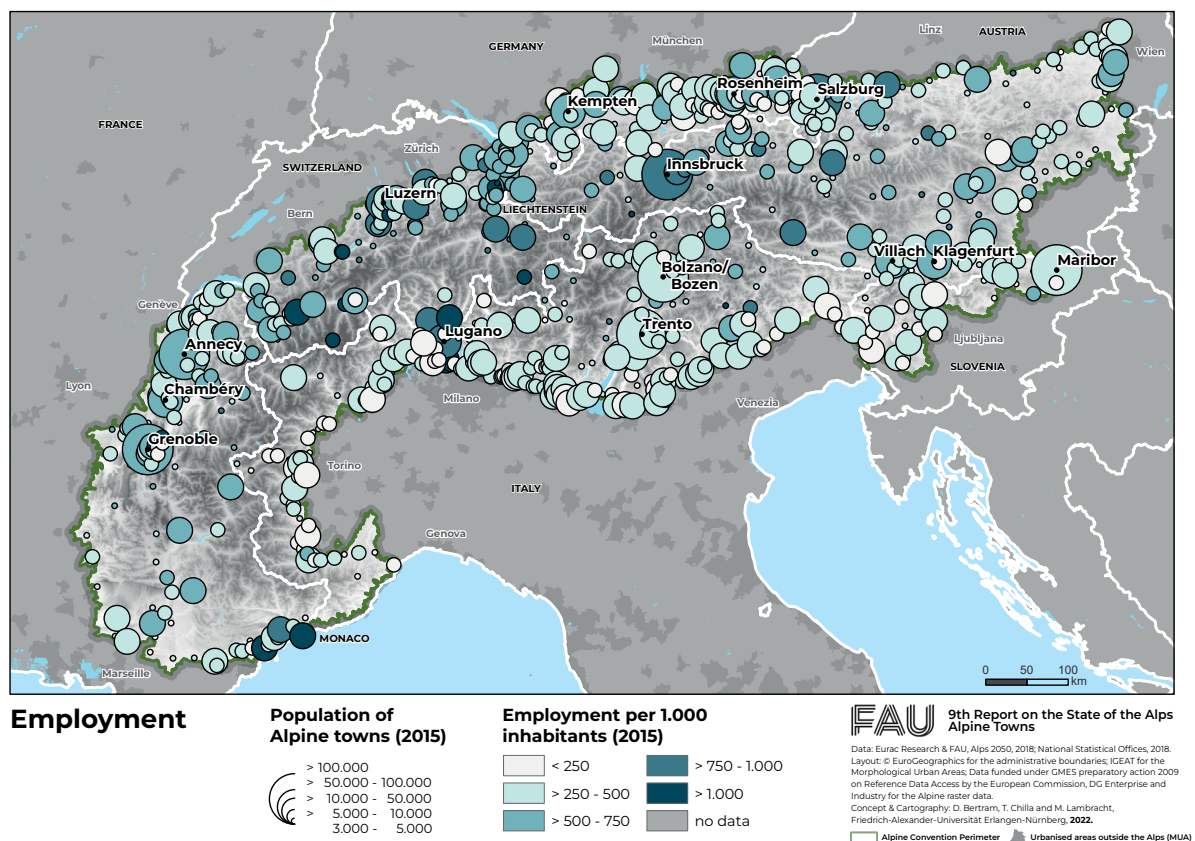 GERMANY
München
Linz
AUSTRIA
Wien
Rosenheim
Salzburg
Kempten
FRANCE
Zürich
SWITZERLAND
Innsbruck
Luzern
LIECHTENSTEIN
Bern
Villach
Klagenfurt
Maribor
Bolzano/
Bozen
Genève
Lugano
Trento
Ljubljana
Annecy
SLOVENIA
Lyon
Chambéry
Milano
Venezia
Grenoble
Torino
ITALY
Genova
MONACO
Marseille
0 50 100
km
Employment
Population of
Alpine towns (2015)
> 100.000
> 50.000 - 100.000
> 10.000 - 50.000
> 5.000 - 10.000
3.000 - 5.000
Employment per 1.000
inhabitants (2015)
< 250
> 250 - 500
> 500 - 750
> 750 - 1.000
> 1.000
no data
FAU
9th Report on the State of the Alps
Alpine Towns
Data: Eurac Research & FAU, Alps 2050, 2018; National Statistical Offices, 2018.
Layout: © EuroGeographics for the administrative boundaries; IGEAT for the
Morphological Urban Areas; Data funded under GMES preparatory action 2009
on Reference Data Access by the European Commission, DG Enterprise and
Industry for the Alpine raster data.
Concept & Cartography: D. Bertram, T. Chilla and M. Lambracht,
Friedrich-Alexander-Universität Erlangen-Nürnberg, 2022.
Alpine Convention Perimeter
Urbanised areas outside the Alps (MUA)